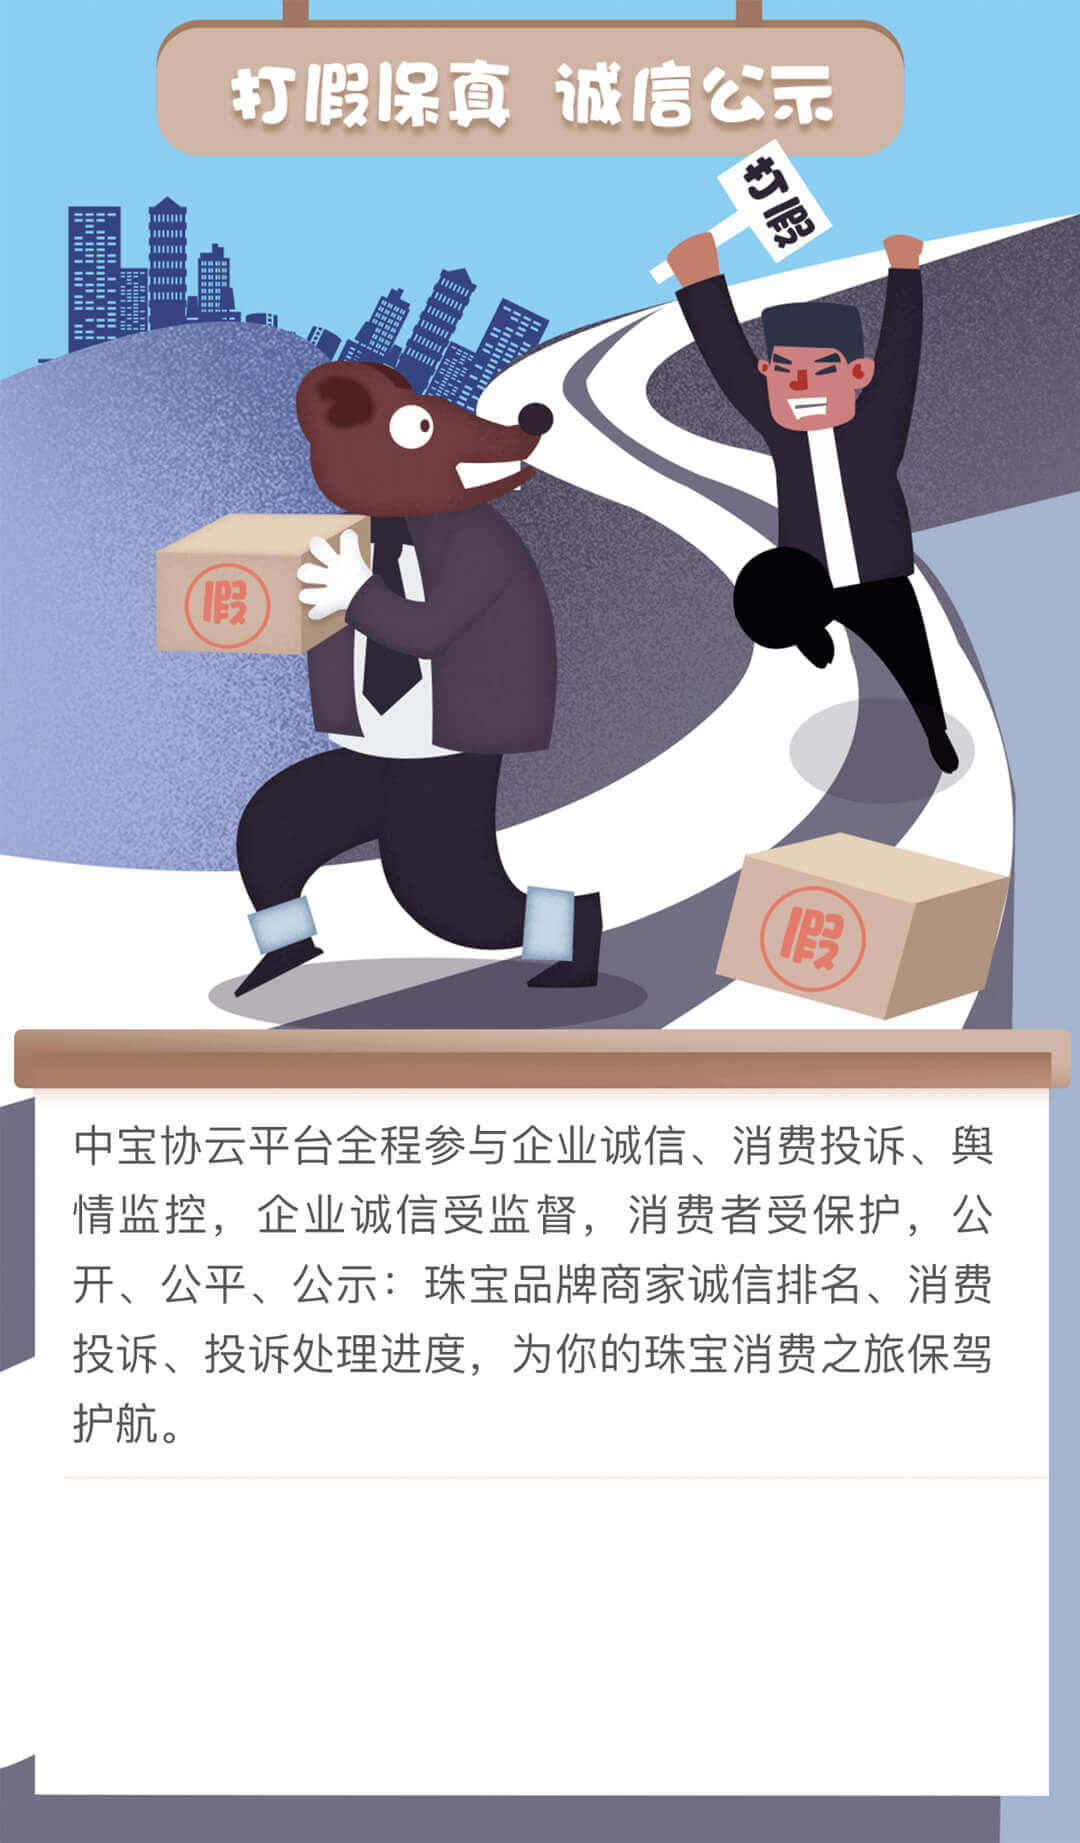 打假保真 诚信公示
打假
假
假
中宝协云平台全程参与企业诚信、消费投诉、舆
情监控，企业诚信受监督，消费者受保护，公
开、公平、公示：珠宝品牌商家诚信排名、消费
投诉、投诉处理进度，为你的珠宝消费之旅保驾
护航。